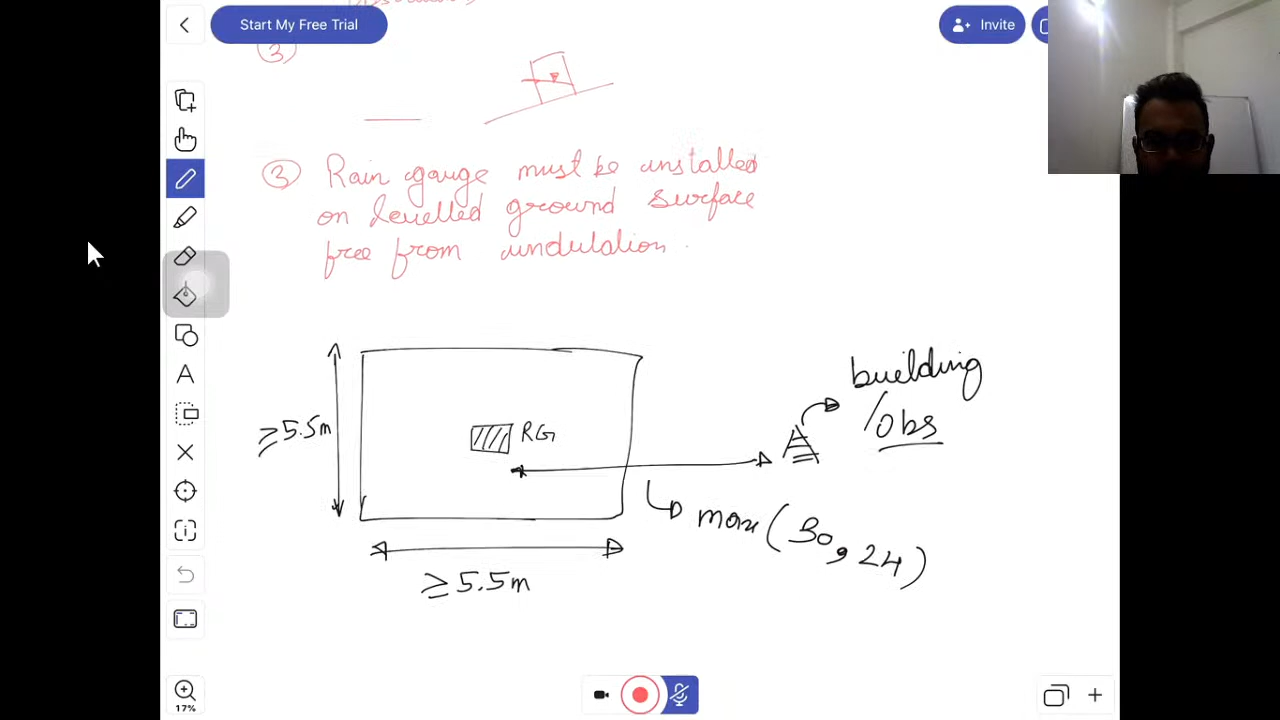 Start My Free Trial
Invite
3
3 Rain gauge must be installed
on levelled ground surface
free from undulation.
building
/obs
≥5.5m
RG
max(30, 24)
≥5.5m
A
17%